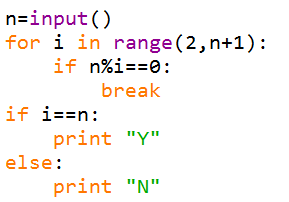 n=input()
for i in range(2,n+1):
    if n%i==0:
        break
if i==n:
    print "Y"
else:
    print "N"